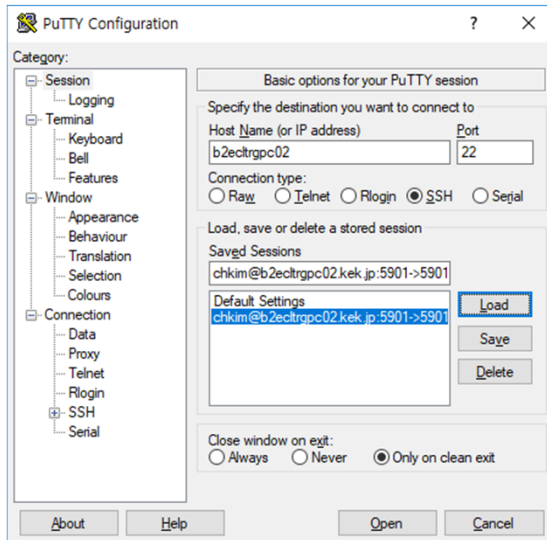 PuTTY Configuration ? ×
Category:
Session
Logging
Terminal
Keyboard
Bell
Features
Window
Appearance
Behaviour
Translation
Selection
Colours
Connection
Data
Proxy
Telnet
Rlogin
SSH
Serial
Basic options for your PuTTY session
Specify the destination you want to connect to
Host Name (or IP address) Port
b2ecltrgpc02 22
Connection type:
Raw Telnet Rlogin SSH Serial
Load, save or delete a stored session
Saved Sessions
chkim@b2ecltrgpc02.kek.jp:5901->5901
Default Settings
chkim@b2ecltrgpc02.kek.jp:5901->5901
Load
Save
Delete
Close window on exit:
Always Never Only on clean exit
About Help Open Cancel